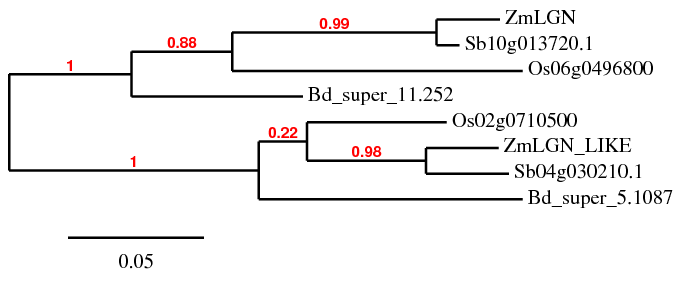 ZmLGN
0.99
Sb10g013720.1
0.88
Os06g0496800
1
Bd_super_11.252
Os02g0710500
0.22
ZmLGN_LIKE
0.98
1
Sb04g030210.1
Bd_super_5.1087
0.05